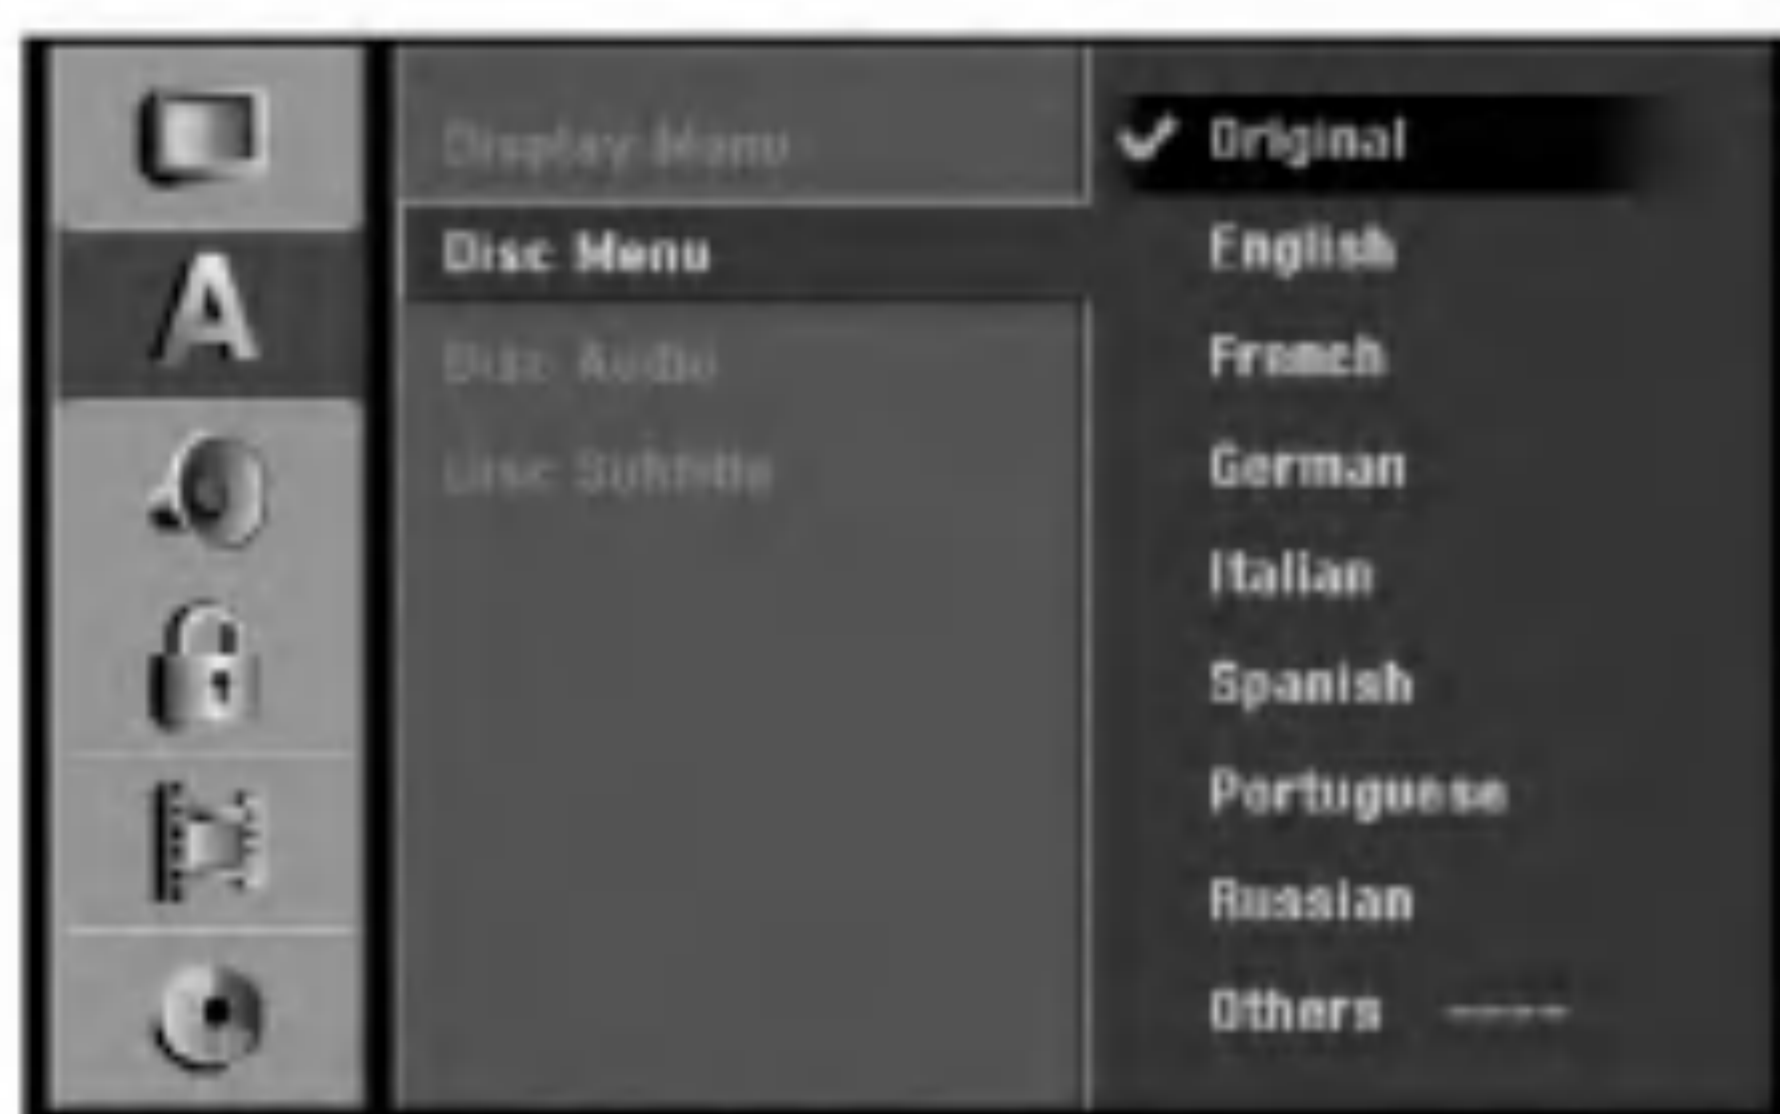 A
Display Menu
Disc Menu
Disc Audio
Disc Subtitle
Original
English
French
German
Italian
Spanish
Portuguese
Russian
Others ----